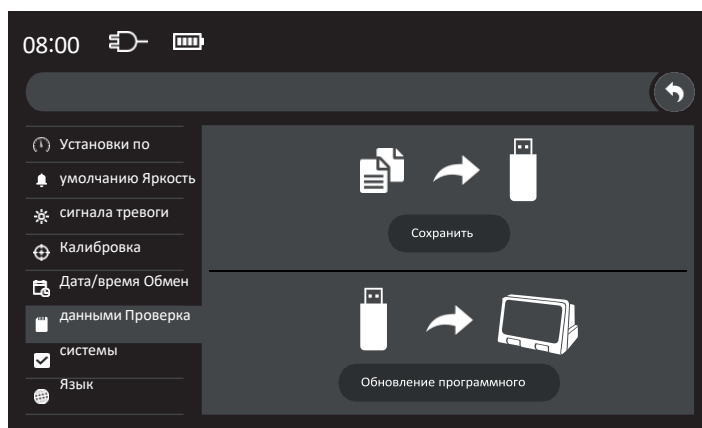 08:00
Установки по
умолчанию Яркость
сигнала тревоги
Калибровка
Дата/время Обмен
данными Проверка
системы
Язык
Сохранить
Обновление программного